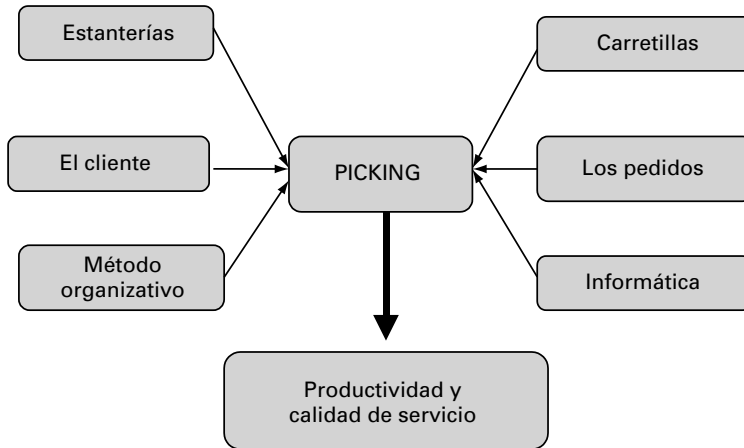 Estanterías
Carretillas
El cliente
PICKING
Los pedidos
Método
organizativo
Informática
Productividad y
calidad de servicio